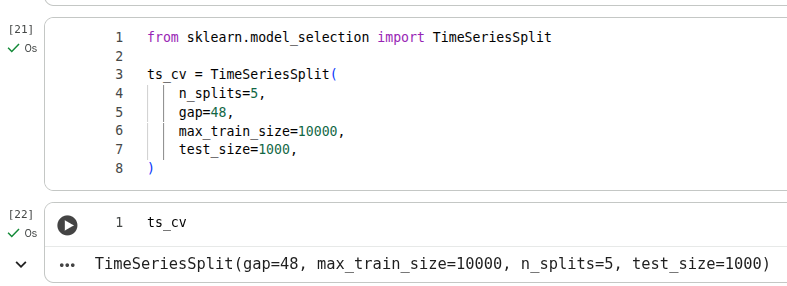 [21]
0s
1 from sklearn.model_selection import TimeSeriesSplit
2
3 ts_cv = TimeSeriesSplit(
4     n_splits=5,
5     gap=48,
6     max_train_size=10000,
7     test_size=1000,
8 )
[22]
0s
1 ts_cv
TimeSeriesSplit(gap=48, max_train_size=10000, n_splits=5, test_size=1000)